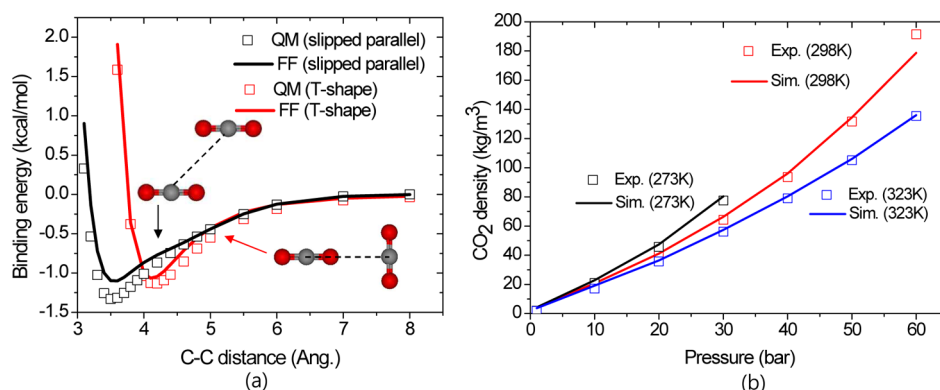 2.0
1.5
1.0
0.5
0.0
-0.5
-1.0
-1.5
Binding energy (kcal/mol)
QM (slipped parallel)
FF (slipped parallel)
QM (T-shape)
FF (T-shape)
3 4 5 6 7 8
C-C distance (Ang.)
(a)
200
180
160
140
120
100
80
60
40
20
0
CO2 density (kg/m3)
Exp. (298K)
Sim. (298K)
Exp. (273K)
Sim. (273K)
Exp. (323K)
Sim. (323K)
0 10 20 30 40 50 60
Pressure (bar)
(b)